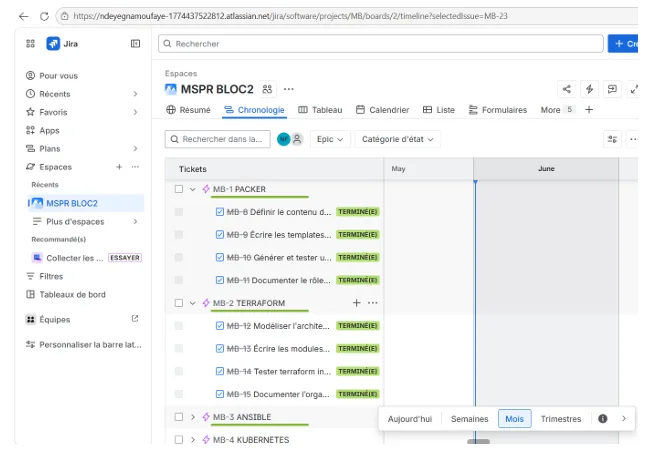 https://ndeyegnamoufaye-1774437522812.atlassian.net/jira/software/projects/MB/boards/2/timeline?selectedIssue=MB-23
Jira
Rechercher
Pour vous
Récents
Favoris
Apps
Plans
Espaces
Récents
MSPR BLOC2
Plus d'espaces
Recommandé(s)
Collecter les ... ESSAYER
Filtres
Tableaux de bord
Équipes
Personnaliser la barre lat...
Espaces
MSPR BLOC2
Résumé Chronologie Tableau Calendrier Liste Formulaires More 5
Rechercher dans la... Epic Catégorie d'état
Tickets May June
MB-1 PACKER
Définir le contenu d... TERMINÉ(E)
MB-9 Écrire les templates... TERMINÉ(E)
MB-10 Générer et tester u... TERMINÉ(E)
MB-11 Documenter le rôle... TERMINÉ(E)
MB-2 TERRAFORM
MB-12 Modéliser l'archite... TERMINÉ(E)
MB-13 Écrire les modules... TERMINÉ(E)
MB-14 Tester terraform in... TERMINÉ(E)
MB-15 Documenter l'orga... TERMINÉ(E)
MB-3 ANSIBLE
MB-4 KUBERNETES
Aujourd'hui Semaines Mois Trimestres